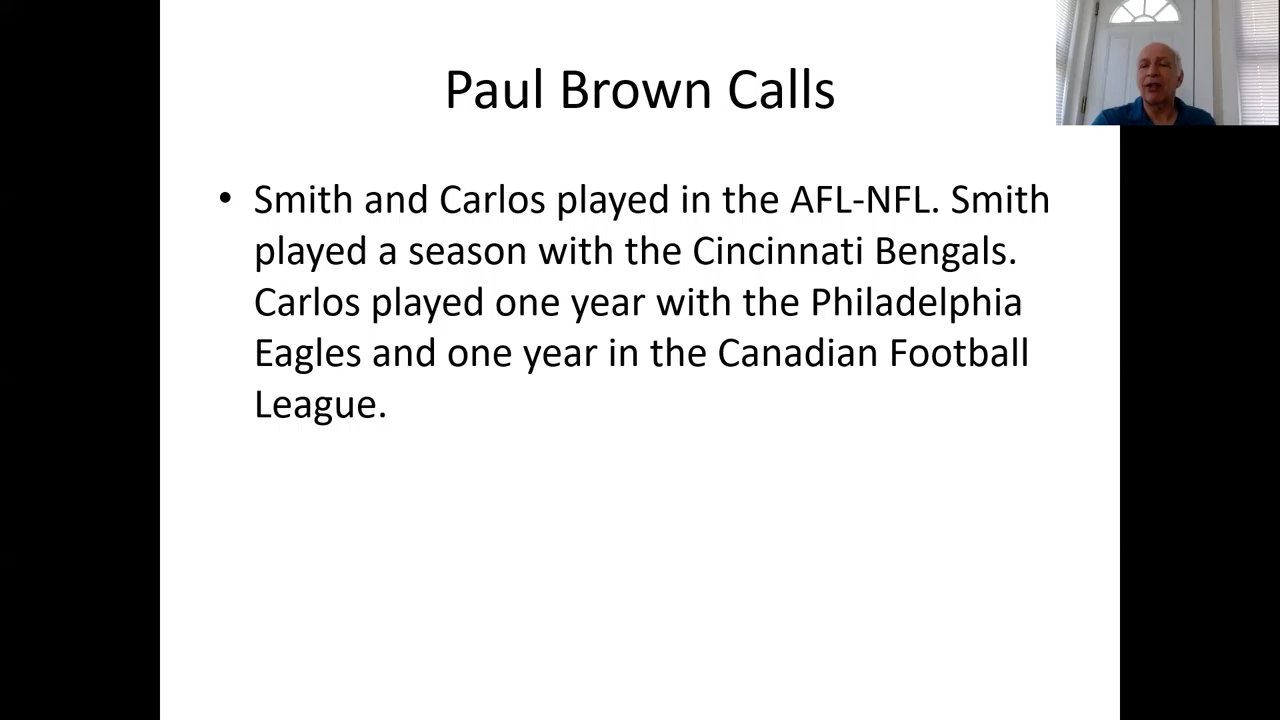 Paul Brown Calls
• Smith and Carlos played in the AFL-NFL. Smith
played a season with the Cincinnati Bengals.
Carlos played one year with the Philadelphia
Eagles and one year in the Canadian Football
League.